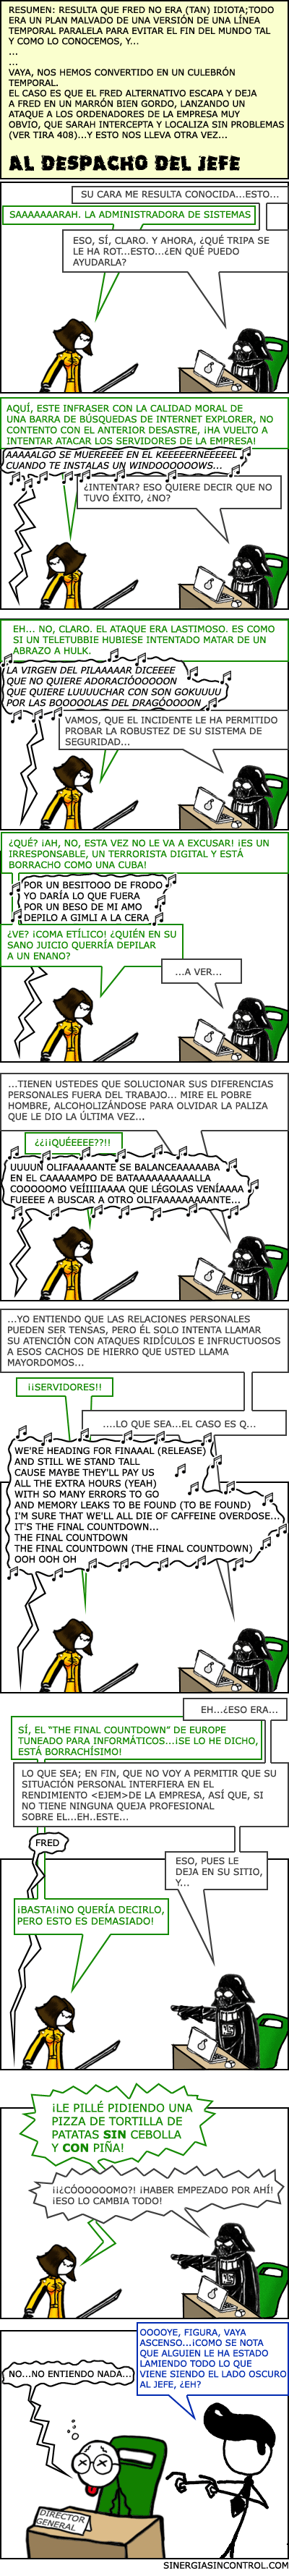 RESUMEN: RESULTA QUE FRED NO ERA (TAN) IDIOTA;TODO
ERA UN PLAN MALVADO DE UNA VERSIÓN DE UNA LÍNEA
TEMPORAL PARALELA PARA EVITAR EL FIN DEL MUNDO TAL
Y COMO LO CONOCEMOS, Y...
...
...
VAYA, NOS HEMOS CONVERTIDO EN UN CULEBRÓN
TEMPORAL.
EL CASO ES QUE EL FRED ALTERNATIVO ESCAPA Y DEJA
A FRED EN UN MARRÓN BIEN GORDO, LANZANDO UN
ATAQUE A LOS ORDENADORES DE LA EMPRESA MUY
OBVIO, QUE SARAH INTERCEPTA Y LOCALIZA SIN PROBLEMAS
(VER TIRA 408)...Y ESTO NOS LLEVA OTRA VEZ...
AL DESPACHO DEL JEFE
SU CARA ME RESULTA CONOCIDA...ESTO...
SAAAAAAARAH. LA ADMINISTRADORA DE SISTEMAS
ESO, SÍ, CLARO. Y AHORA, ¿QUÉ TRIPA SE
LE HA ROT...ESTO...¿EN QUÉ PUEDO
AYUDARLA?
AQUÍ, ESTE INFRASER CON LA CALIDAD MORAL DE
UNA BARRA DE BÚSQUEDAS DE INTERNET EXPLORER, NO
CONTENTO CON EL ANTERIOR DESASTRE, ¡HA VUELTO A
INTENTAR ATACAR LOS SERVIDORES DE LA EMPRESA!
AAAAALGO SE MUEREEEE EN EL KEEEEERNEEEEEL
CUANDO TE INSTALAS UN WINDOOOOOOWS...
¿INTENTAR? ESO QUIERE DECIR QUE NO
TUVO ÉXITO, ¿NO?
EH... NO, CLARO. EL ATAQUE ERA LASTIMOSO. ES COMO
SI UN TELETUBBIE HUBIESE INTENTADO MATAR DE UN
ABRAZO A HULK.
LA VIRGEN DEL PILAAAAAR DICEEEE
QUE NO QUIERE ADORACIÓOOOOON
QUE QUIERE LUUUUCHAR CON SON GOKUUUU
POR LAS BOOOOOLAS DEL DRAGÓOOOON
VAMOS, QUE EL INCIDENTE LE HA PERMITIDO
PROBAR LA ROBUSTEZ DE SU SISTEMA DE
SEGURIDAD...
¿QUÉ? ¡AH, NO, ESTA VEZ NO LE VA A EXCUSAR! ¡ES UN
IRRESPONSABLE, UN TERRORISTA DIGITAL Y ESTÁ
BORRACHO COMO UNA CUBA!
POR UN BESITOOO DE FRODO
YO DARÍA LO QUE FUERA
POR UN BESO DE MI AMO
DEPILO A GIMLI A LA CERA
¿VE? ¡COMA ETÍLICO! ¿QUIÉN EN SU
SANO JUICIO QUERRÍA DEPILAR
A UN ENANO?
...A VER...
...TIENEN USTEDES QUE SOLUCIONAR SUS DIFERENCIAS
PERSONALES FUERA DEL TRABAJO... MIRE EL POBRE
HOMBRE, ALCOHOLIZÁNDOSE PARA OLVIDAR LA PALIZA
QUE LE DIO LA ÚLTIMA VEZ...
¿¿¡¡QUÉEEEE??!!
UUUUN OLIFAAAAANTE SE BALANCEAAAAABA
EN EL CAAAAMPO DE BATAAAAAAAAALLA
COOOOMO VEÍIIIIAAAA QUE LÉGOLAS VENÍAAAA
FUEEEE A BUSCAR A OTRO OLIFAAAAAAAANTE...
...YO ENTIENDO QUE LAS RELACIONES PERSONALES
PUEDEN SER TENSAS, PERO ÉL SOLO INTENTA LLAMAR
SU ATENCIÓN CON ATAQUES RIDÍCULOS E INFRUCTUOSOS
A ESOS CACHOS DE HIERRO QUE USTED LLAMA
MAYORDOMOS...
¡¡SERVIDORES!!
....LO QUE SEA...EL CASO ES Q...
WE'RE HEADING FOR FINAAAL (RELEASE)
AND STILL WE STAND TALL
CAUSE MAYBE THEY'LL PAY US
ALL THE EXTRA HOURS (YEAH)
WITH SO MANY ERRORS TO GO
AND MEMORY LEAKS TO BE FOUND (TO BE FOUND)
I'M SURE THAT WE'LL ALL DIE OF CAFFEINE OVERDOSE...
IT'S THE FINAL COUNTDOWN...
THE FINAL COUNTDOWN
THE FINAL COUNTDOWN (THE FINAL COUNTDOWN)
OOH OOH OH
EH...¿ESO ERA...
SÍ, EL "THE FINAL COUNTDOWN" DE EUROPE
TUNEADO PARA INFORMÁTICOS...¡SE LO HE DICHO,
ESTÁ BORRACHÍSIMO!
LO QUE SEA; EN FIN, QUE NO VOY A PERMITIR QUE SU
SITUACIÓN PERSONAL INTERFIERA EN EL
RENDIMIENTO <EJEM>DE LA EMPRESA, ASÍ QUE, SI
NO TIENE NINGUNA QUEJA PROFESIONAL
SOBRE EL...EH..ESTE...
FRED
ESO, PUES LE
DEJA EN SU SITIO,
Y...
¡BASTA!¡NO QUERÍA DECIRLO,
PERO ESTO ES DEMASIADO!
¡LE PILLÉ PIDIENDO UNA
PIZZA DE TORTILLA DE
PATATAS SIN CEBOLLA
Y CON PIÑA!
¡¡¿CÓOOOOOMO?! ¡HABER EMPEZADO POR AHÍ!
¡ESO LO CAMBIA TODO!
OOOOYE, FIGURA, VAYA
ASCENSO...¡COMO SE NOTA
QUE ALGUIEN LE HA ESTADO
LAMIENDO TODO LO QUE
VIENE SIENDO EL LADO OSCURO
AL JEFE, ¿EH?
NO...NO ENTIENDO NADA...
DIRECTOR
GENERAL
SINERGIASINCONTROL.COM